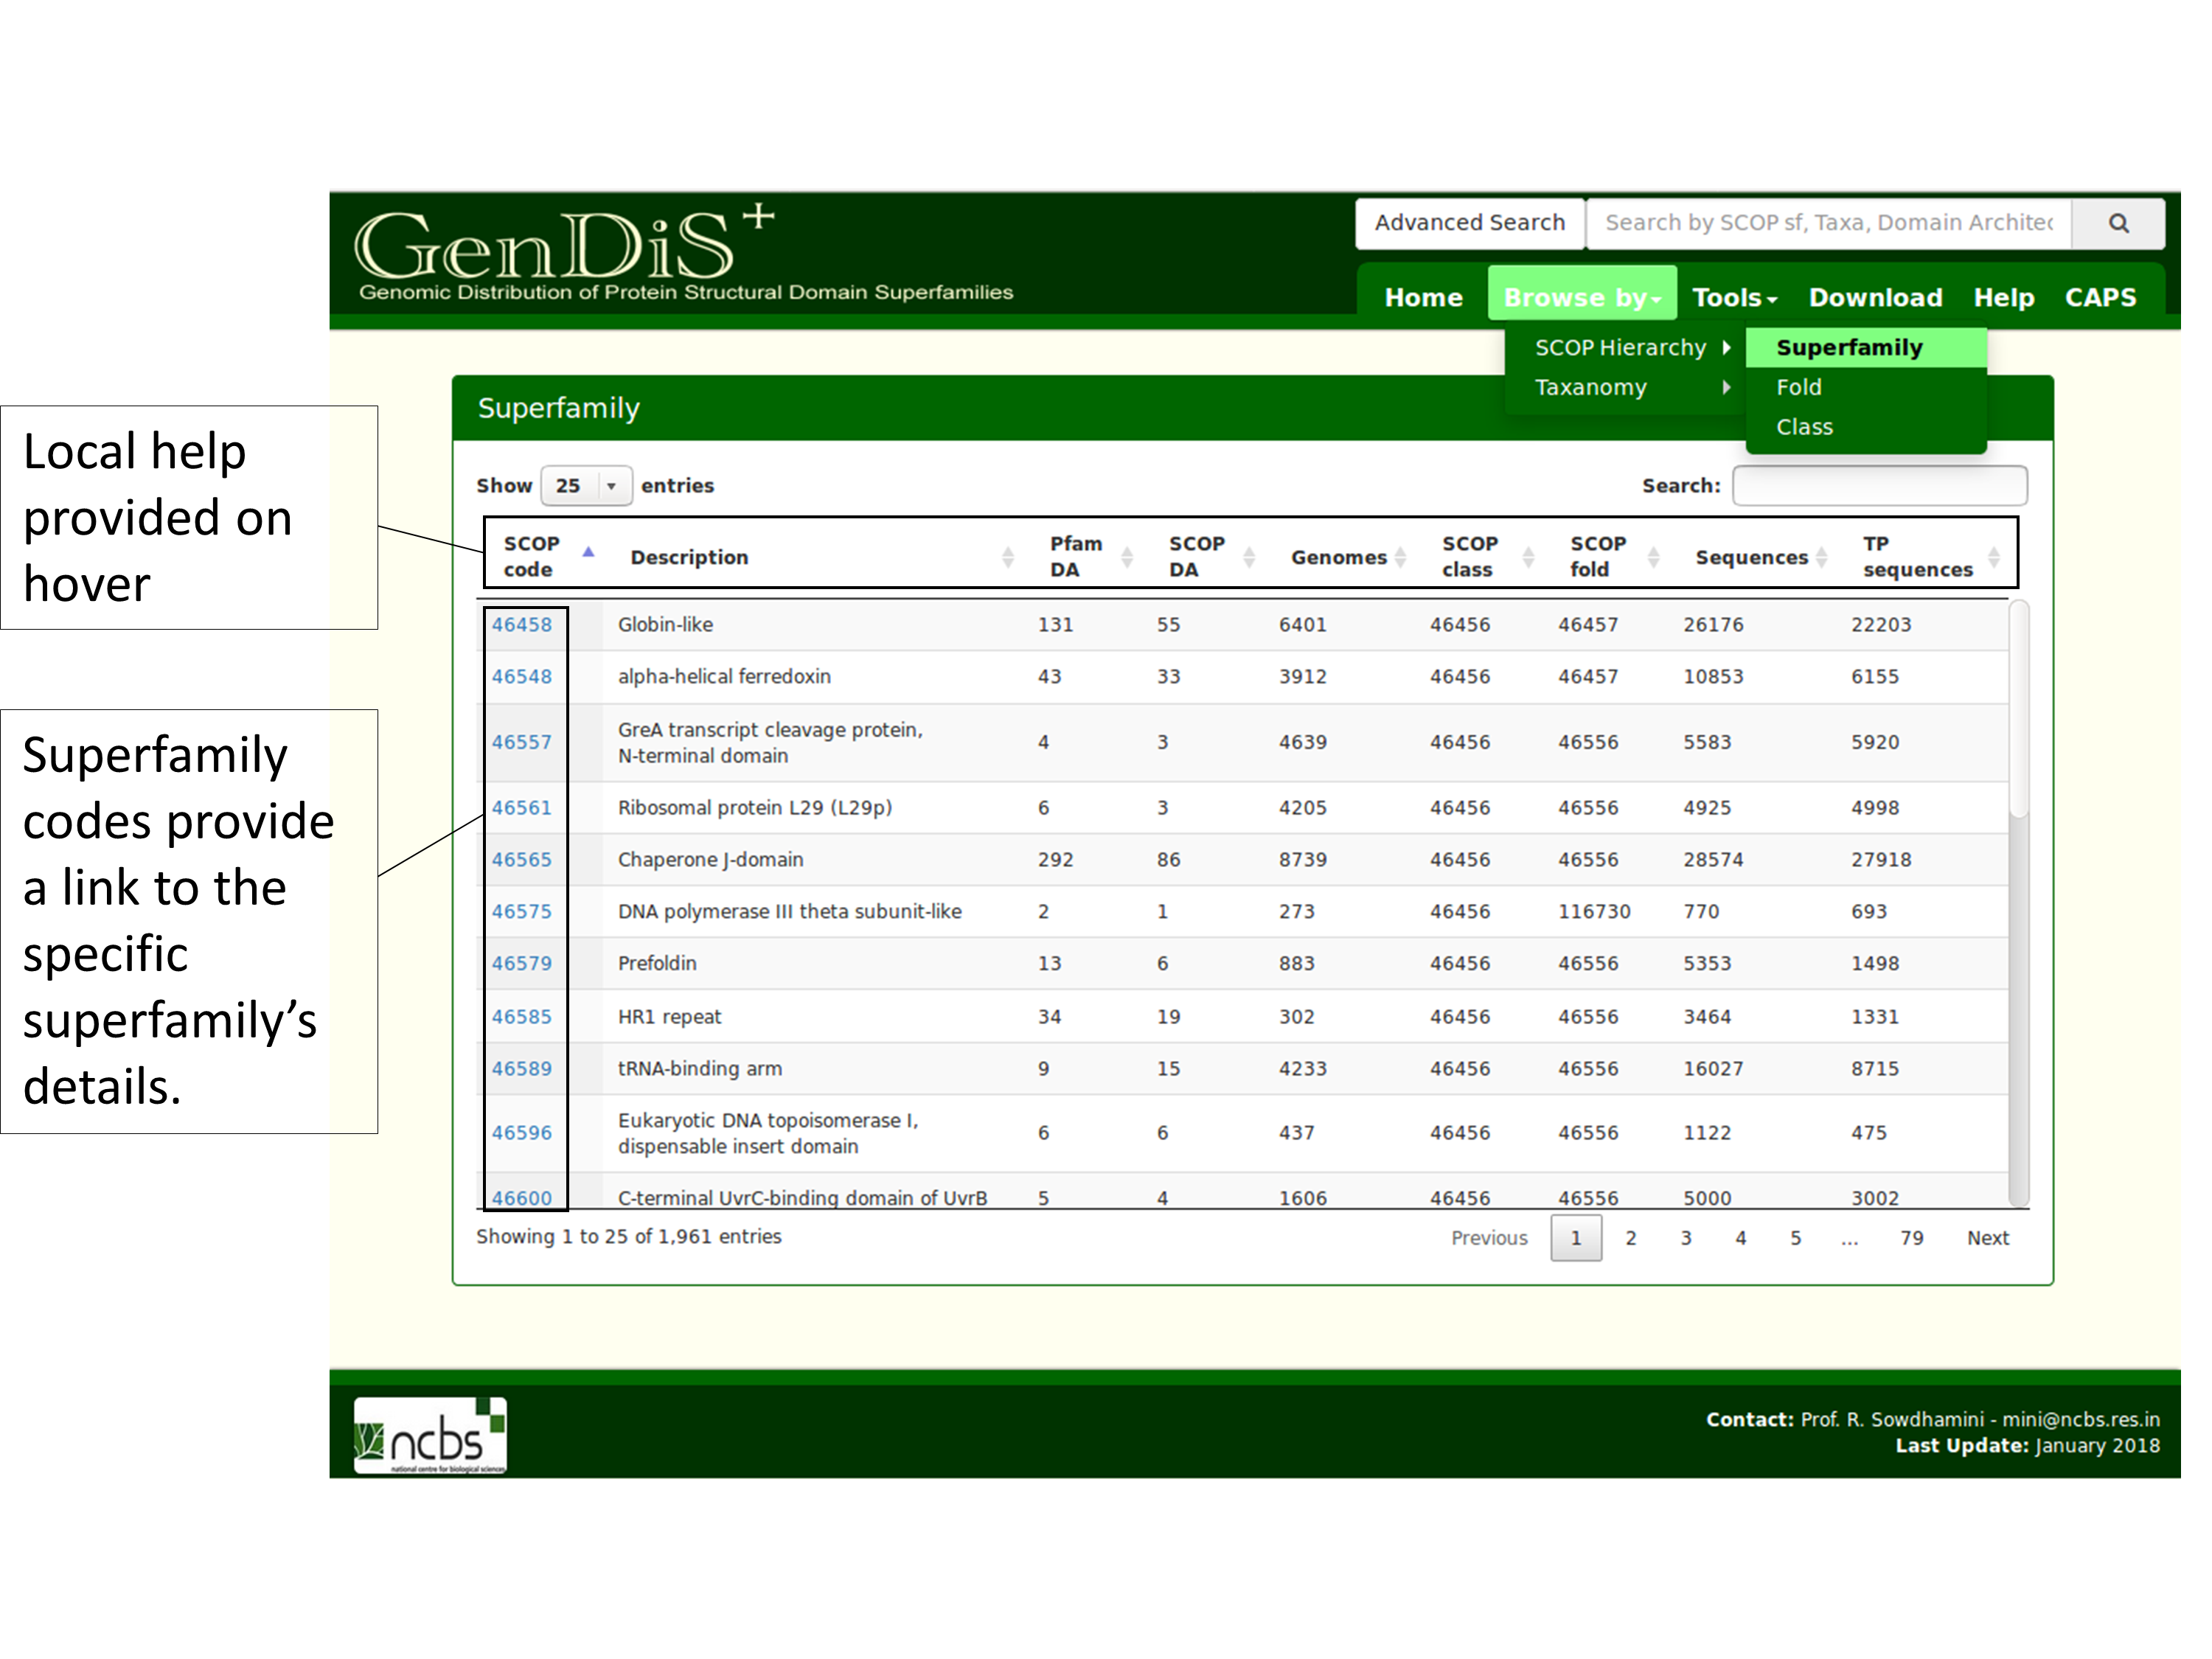 GenDiS+
Genomic Distribution of Protein Structural Domain Superfamilies
Advanced Search Search by SCOP sf, Taxa, Domain Architec
Home Browse by Tools Download Help CAPS
SCOP Hierarchy Superfamily
Taxanomy Fold
Class
Superfamily
Local help
provided on
hover
Show 25 entries Search:
SCOP code Description Pfam DA SCOP DA Genomes SCOP class SCOP fold Sequences TP sequences
46458 Globin-like 131 55 6401 46456 46457 26176 22203
46548 alpha-helical ferredoxin 43 33 3912 46456 46457 10853 6155
46557 GreA transcript cleavage protein, N-terminal domain 4 3 4639 46456 46556 5583 5920
46561 Ribosomal protein L29 (L29p) 6 3 4205 46456 46556 4925 4998
46565 Chaperone J-domain 292 86 8739 46456 46556 28574 27918
46575 DNA polymerase III theta subunit-like 2 1 273 46456 116730 770 693
46579 Prefoldin 13 6 883 46456 46556 5353 1498
46585 HR1 repeat 34 19 302 46456 46556 3464 1331
46589 tRNA-binding arm 9 15 4233 46456 46556 16027 8715
46596 Eukaryotic DNA topoisomerase I, dispensable insert domain 6 6 437 46456 46556 1122 475
46600 C-terminal UvrC-binding domain of UvrB 5 4 1606 46456 46556 5000 3002
Showing 1 to 25 of 1,961 entries Previous 1 2 3 4 5 ... 79 Next
Superfamily
codes provide
a link to the
specific
superfamily’s
details.
ncbs
national centre for biological sciences
Contact: Prof. R. Sowdhamini - mini@ncbs.res.in
Last Update: January 2018